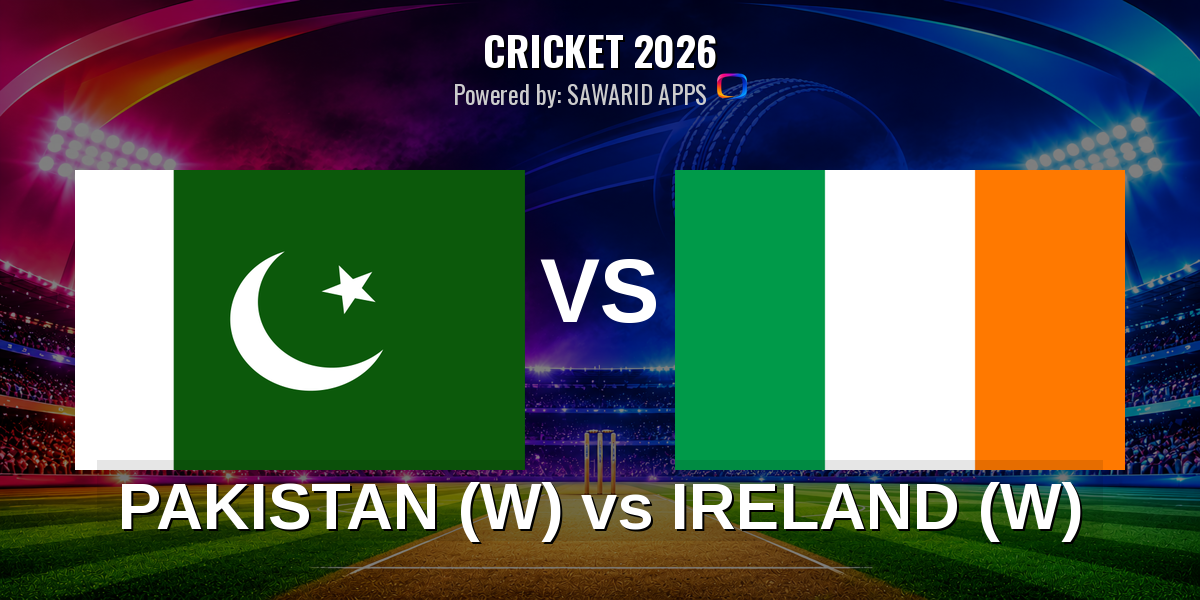 CRICKET 2026
Powered by: SAWARID APPS
VS
PAKISTAN (W) vs IRELAND (W)